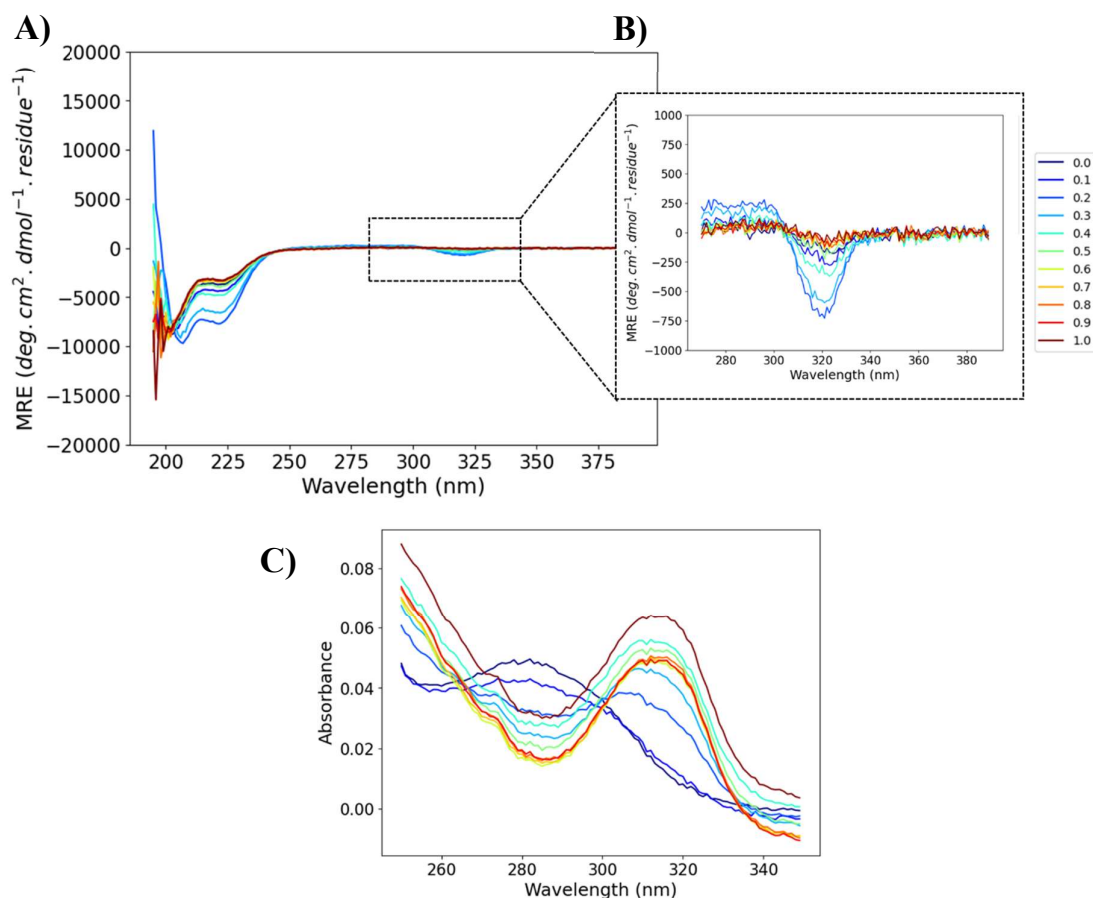 A)
20000
15000
10000
5000
0
−5000
−10000
−15000
−20000
MRE (deg. cm². dmol⁻¹. residue⁻¹)
200 225 250 275 300 325 350 375
Wavelength (nm)
B)
1000
750
500
250
0
−250
−500
−750
−1000
MRE (deg. cm². dmol⁻¹. residue⁻¹)
280 300 320 340 360 380
Wavelength (nm)
0.0
0.1
0.2
0.3
0.4
0.5
0.6
0.7
0.8
0.9
1.0
C)
0.08
0.06
0.04
0.02
0.00
Absorbance
260 280 300 320 340
Wavelength (nm)